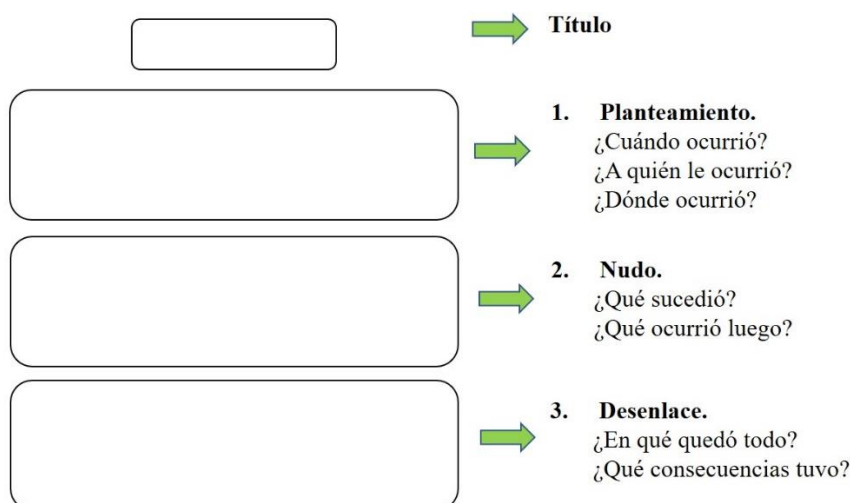 Título
1. Planteamiento.
¿Cuándo ocurrió?
¿A quién le ocurrió?
¿Dónde ocurrió?
2. Nudo.
¿Qué sucedió?
¿Qué ocurrió luego?
3. Desenlace.
¿En qué quedó todo?
¿Qué consecuencias tuvo?